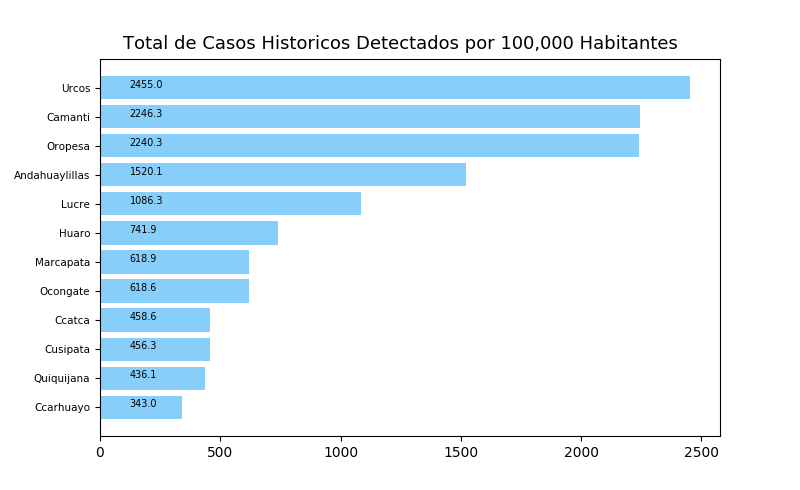 Total de Casos Historicos Detectados por 100,000 Habitantes
Urcos 2455.0
Camanti 2246.3
Oropesa 2240.3
Andahuaylillas 1520.1
Lucre 1086.3
Huaro 741.9
Marcapata 618.9
Ocongate 618.6
Ccatca 458.6
Cusipata 456.3
Quiquijana 436.1
Ccarhuayo 343.0
0 500 1000 1500 2000 2500